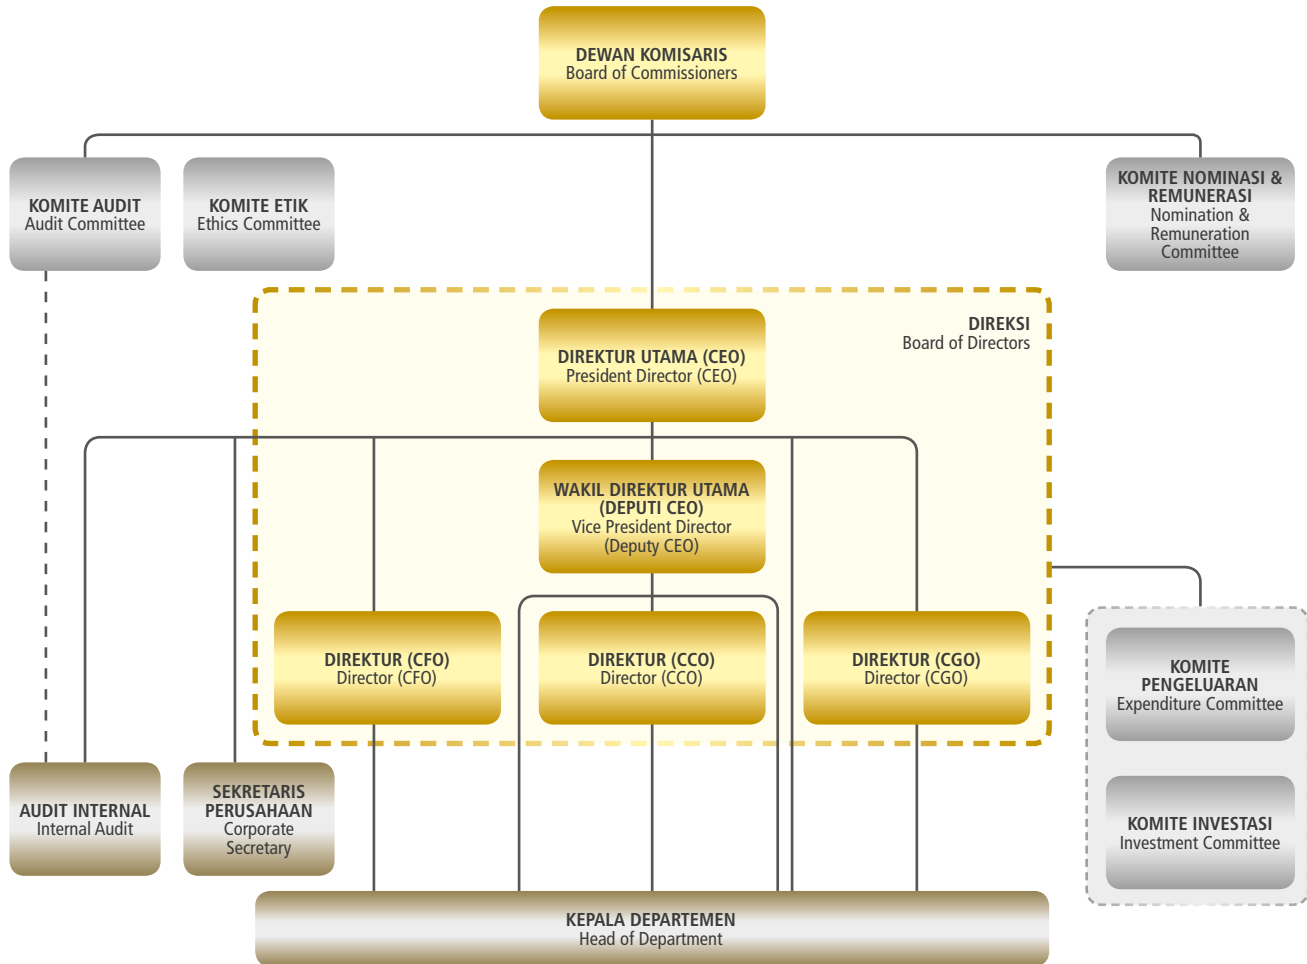 DEWAN KOMISARIS
Board of Commissioners
KOMITE AUDIT
Audit Committee
KOMITE ETIK
Ethics Committee
KOMITE NOMINASI &
REMUNERASI
Nomination &
Remuneration
Committee
DIREKSI
Board of Directors
DIREKTUR UTAMA (CEO)
President Director (CEO)
WAKIL DIREKTUR UTAMA
(DEPUTI CEO)
Vice President Director
(Deputy CEO)
DIREKTUR (CFO)
Director (CFO)
DIREKTUR (CCO)
Director (CCO)
DIREKTUR (CGO)
Director (CGO)
KOMITE
PENGELUARAN
Expenditure Committee
KOMITE INVESTASI
Investment Committee
AUDIT INTERNAL
Internal Audit
SEKRETARIS
PERUSAHAAN
Corporate
Secretary
KEPALA DEPARTEMEN
Head of Department